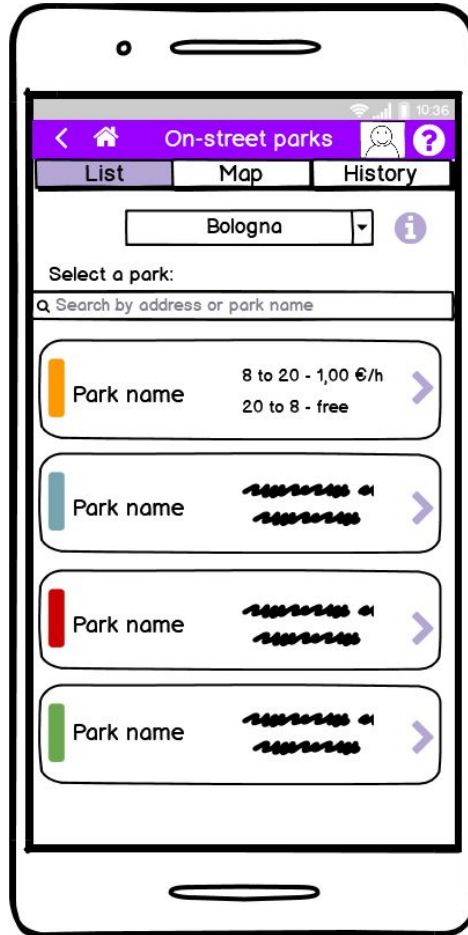 10:36
On-street parks
?
List Map History
Bologna
i
Select a park:
Search by address or park name
Park name
8 to 20 - 1,00 €/h
20 to 8 - free
Park name
Park name
Park name